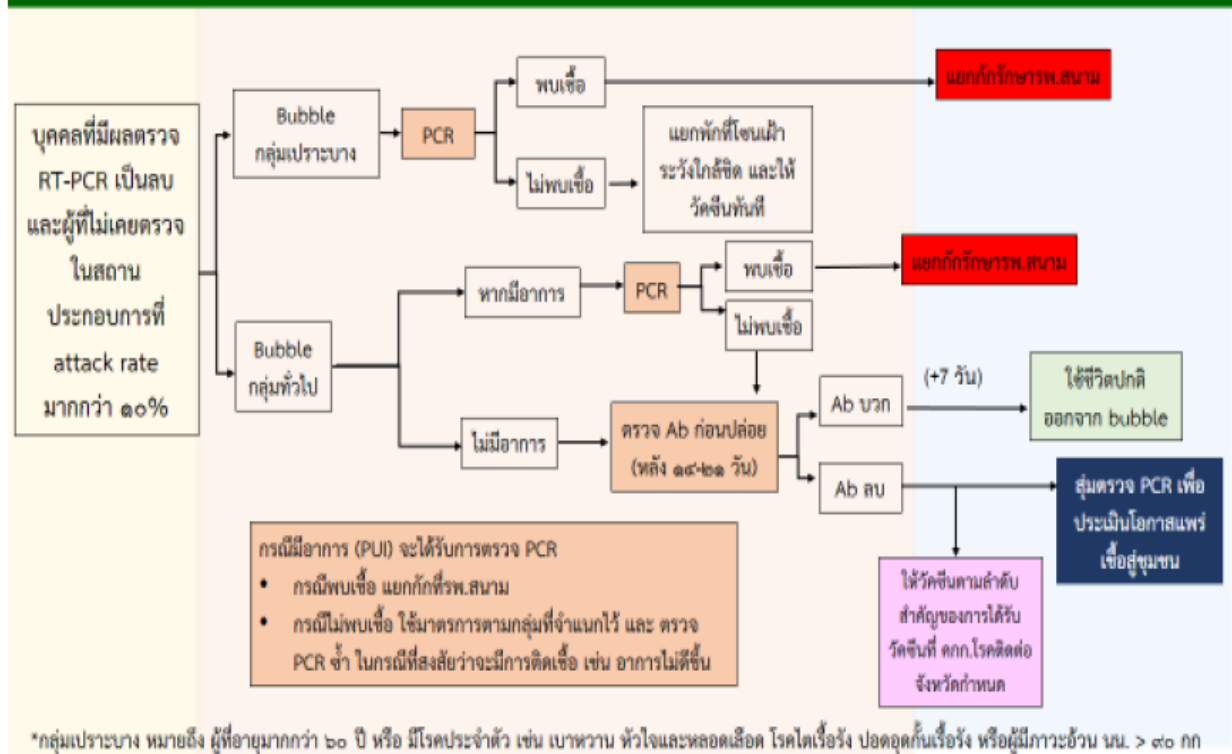 บุคคลที่มีผลตรวจ
RT-PCR เป็นลบ
และผู้ที่ไม่เคยตรวจ
ในสถาน
ประกอบการที่
attack rate
มากกว่า ๑๐%
Bubble
กลุ่มเปราะบาง
PCR
พบเชื้อ
แยกกักรักษารพ.สนาม
ไม่พบเชื้อ
แยกพักที่โซนเฝ้า
ระวังใกล้ชิด และให้
วัคซีนทันที
Bubble
กลุ่มทั่วไป
หากมีอาการ
PCR
พบเชื้อ
แยกกักรักษารพ.สนาม
ไม่พบเชื้อ
ไม่มีอาการ
ตรวจ Ab ก่อนปล่อย
(หลัง ๑๔-๒๑ วัน)
Ab บวก
(+7 วัน)
ใช้ชีวิตปกติ
ออกจาก bubble
Ab ลบ
สุ่มตรวจ PCR เพื่อ
ประเมินโอกาสแพร่
เชื้อสู่ชุมชน
ให้วัคซีนตามลำดับ
สำคัญของการได้รับ
วัคซีนที่ คกก.โรคติดต่อ
จังหวัดกำหนด
กรณีมีอาการ (PUI) จะได้รับการตรวจ PCR
• กรณีพบเชื้อ แยกกักที่รพ.สนาม
• กรณีไม่พบเชื้อ ใช้มาตรการตามกลุ่มที่จำแนกไว้ และ ตรวจ
PCR ซ้ำ ในกรณีที่สงสัยว่าจะมีการติดเชื้อ เช่น อาการไม่ดีขึ้น
*กลุ่มเปราะบาง หมายถึง ผู้ที่อายุมากกว่า ๖๐ ปี หรือ มีโรคประจำตัว เช่น เบาหวาน หัวใจและหลอดเลือด โรคไตเรื้อรัง ปอดอุดกั้นเรื้อรัง หรือผู้มีภาวะอ้วน นน. > ๙๐ กก